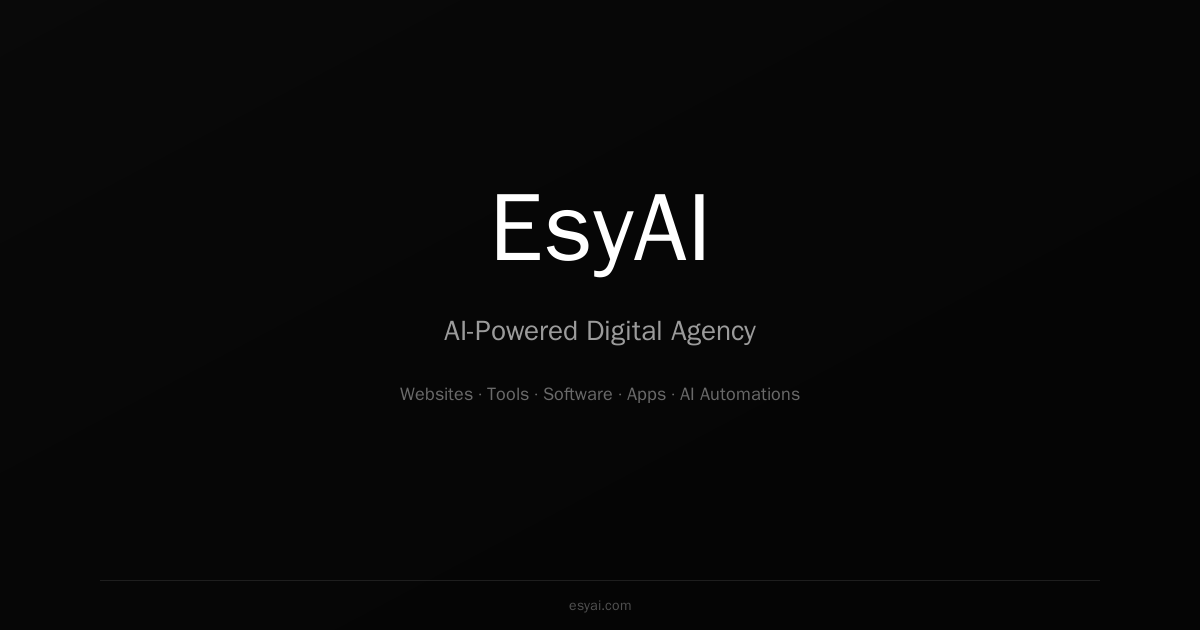 EsyAI
AI-Powered Digital Agency
Websites · Tools · Software · Apps · AI Automations
esyai.com